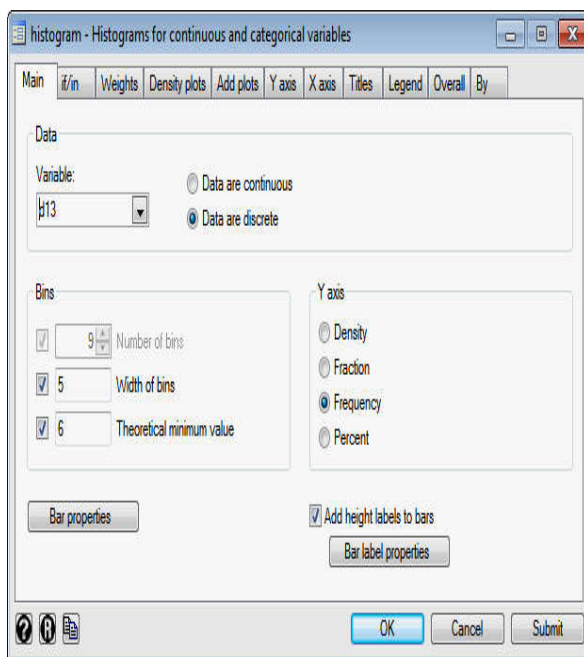 histogram - Histograms for continuous and categorical variables
Main if/in Weights Density plots Add plots Y axis X axis Titles Legend Overall By
Data
Variable:
d13
Data are continuous
Data are discrete
Bins
9 Number of bins
5 Width of bins
6 Theoretical minimum value
Y axis
Density
Fraction
Frequency
Percent
Bar properties
Add height labels to bars
Bar label properties
OK Cancel Submit